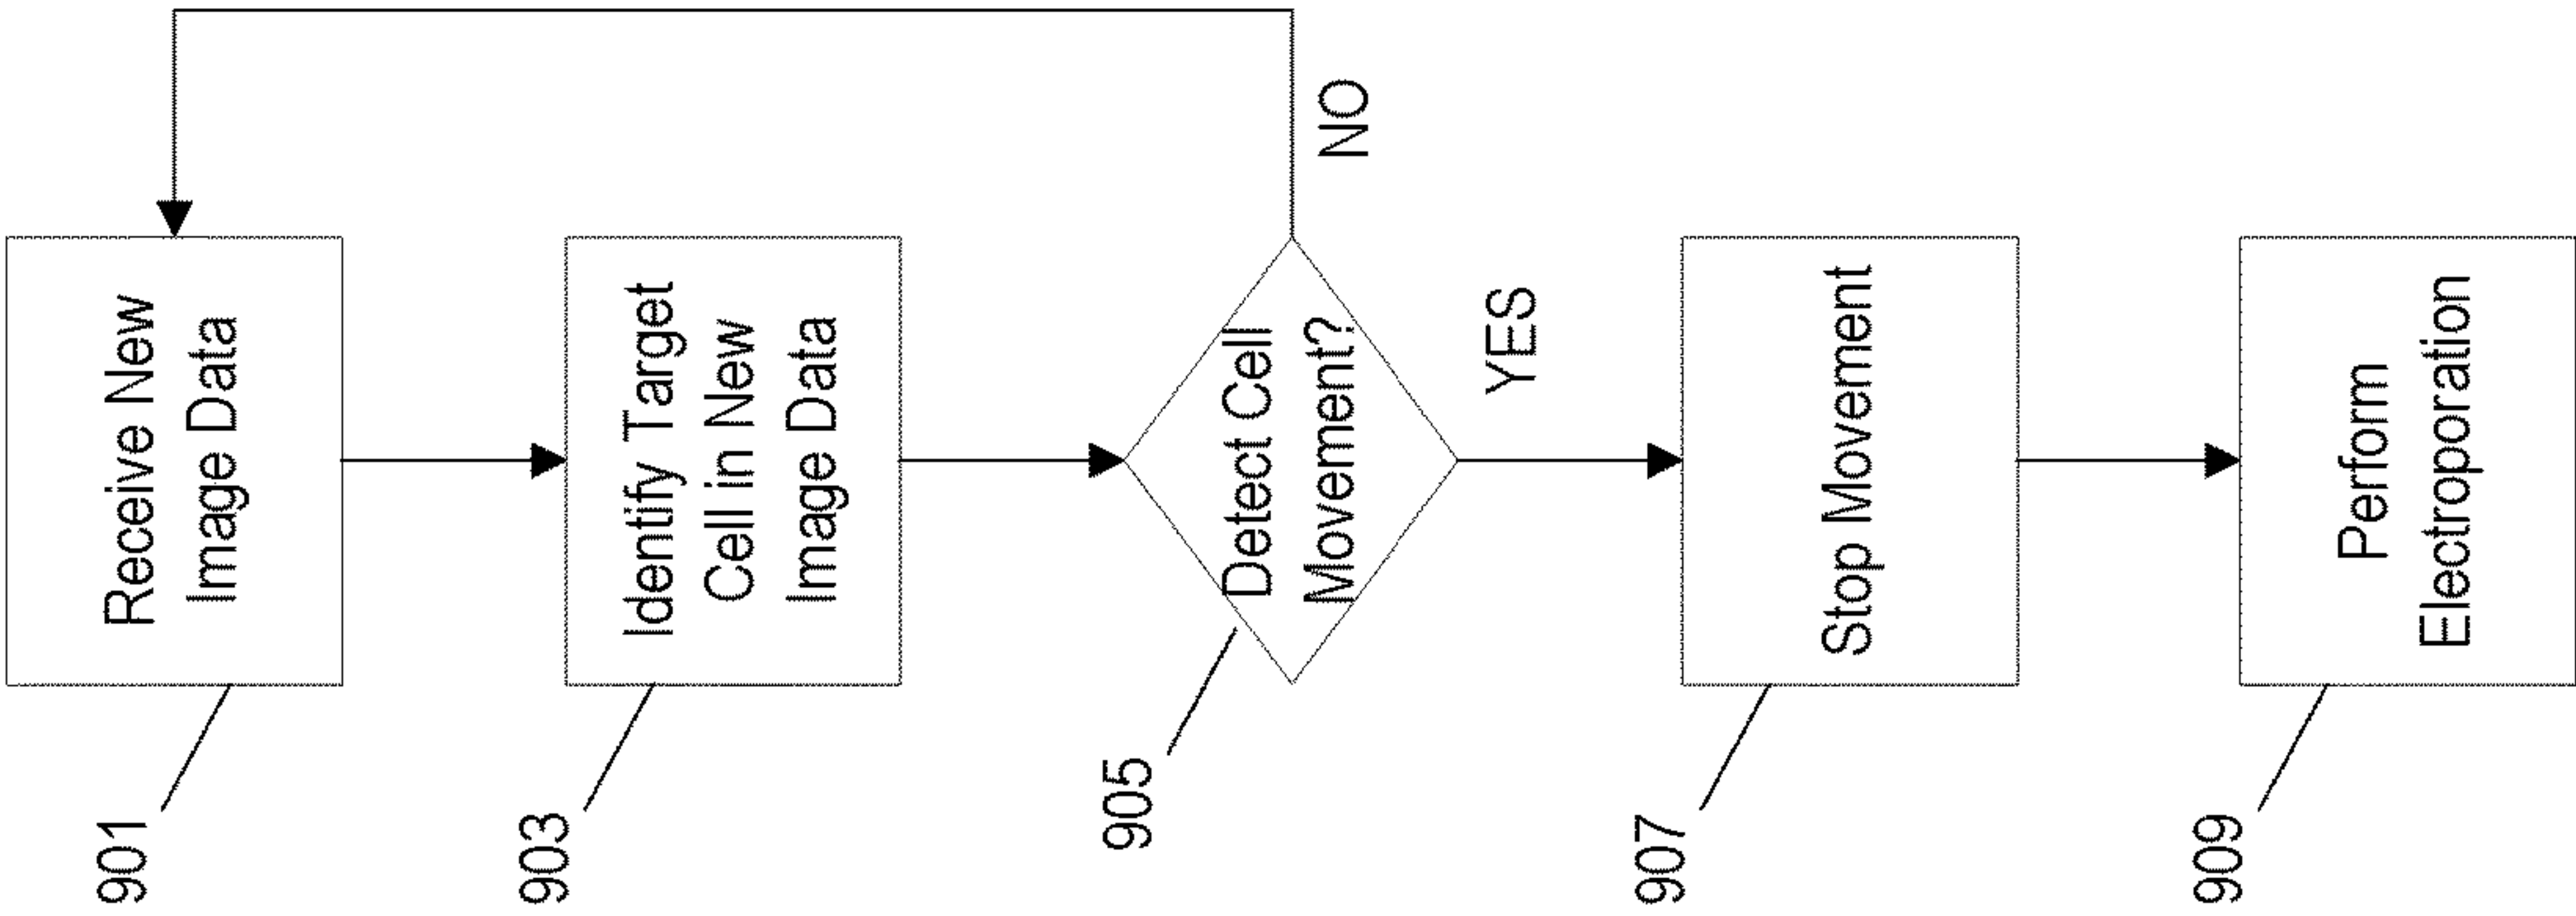 901
Receive New
Image Data
903
Identify Target
Cell in New
Image Data
905
Detect Cell
Movement?
NO
YES
907
Stop Movement
909
Perform
Electroporation